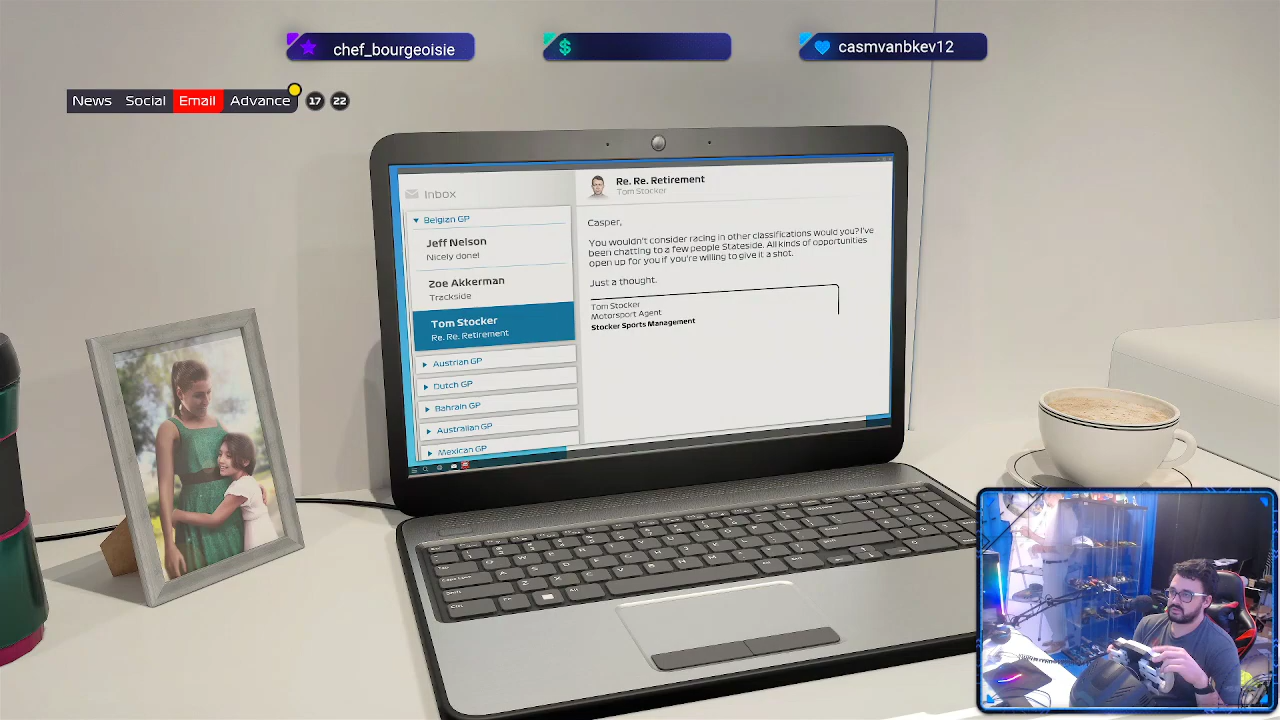 chef_bourgeoisie
$
casmvanbkev12
News Social Email Advance 17 22
Inbox
Belgian GP
Jeff Nelson
Nicely done!
Zoe Akkerman
Trackside
Tom Stocker
Re. Re. Retirement
Austrian GP
Dutch GP
Bahrain GP
Australian GP
Mexican GP
Re. Re. Retirement
Tom Stocker
Casper,
You wouldn't consider racing in other classifications would you? I've
been chatting to a few people Stateside. All kinds of opportunities
open up for you if you're willing to give it a shot.
Just a thought.
Tom Stocker
Motorsport Agent
Stocker Sports Management